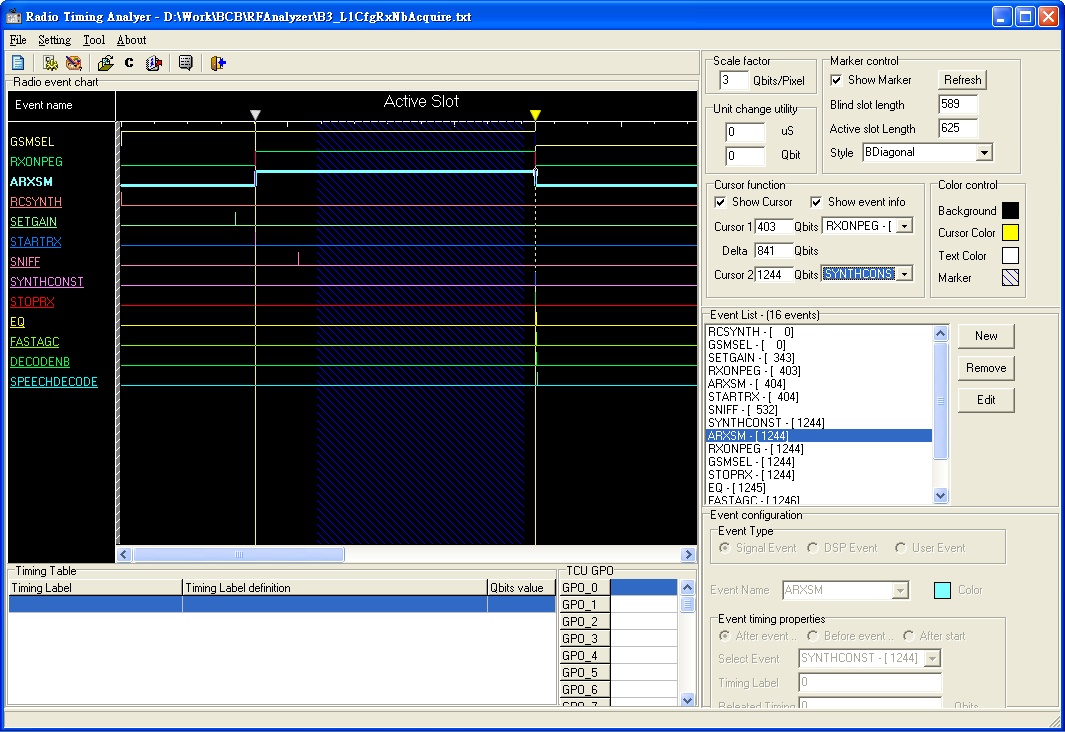 Radio Timing Analyer - D:\Work\BCB\RFAnalyzer\B3_L1CfgRxNbAcquire.txt
File Setting Tool About
C
Radio event chart
Event name
Active Slot
GSMSEL
RXONPEG
ARXSM
RCSYNTH
SETGAIN
STARTRX
SNIFF
SYNTHCONST
STOPRX
EQ
FASTAGC
DECODENB
SPEECHDECODE
Scale factor
3 Qbits/Pixel
Unit change utility
0 uS
0 Qbit
Marker control
Show Marker Refresh
Blind slot length 589
Active slot Length 625
Style BDiagonal
Cursor function
Show Cursor Show event info
Cursor 1 403 Qbits RXONPEG - [
Delta 841 Qbits
Cursor 2 1244 Qbits SYNTHCONS
Color control
Background
Cursor Color
Text Color
Marker
Event List - (16 events)
RCSYNTH - [ 0]
GSMSEL - [ 0]
SETGAIN - [ 343]
RXONPEG - [ 403]
ARXSM - [ 404]
STARTRX - [ 404]
SNIFF - [ 532]
SYNTHCONST - [ 1244]
ARXSM - [ 1244]
RXONPEG - [ 1244]
GSMSEL - [ 1244]
STOPRX - [ 1244]
EQ - [ 1245]
FASTAGC - [ 1246]
New
Remove
Edit
Event configuration
Event Type
Signal Event DSP Event User Event
Event Name ARXSM Color
Event timing properties
After event .. Before event .. After start
Select Event SYNTHCONST - [ 1244]
Timing Label 0
Releated Timing 0 Qbits
Timing Table
Timing Label Timing Label definition Qbits value
TCU GPO
GPO_0
GPO_1
GPO_2
GPO_3
GPO_4
GPO_5
GPO_6
GPO_7